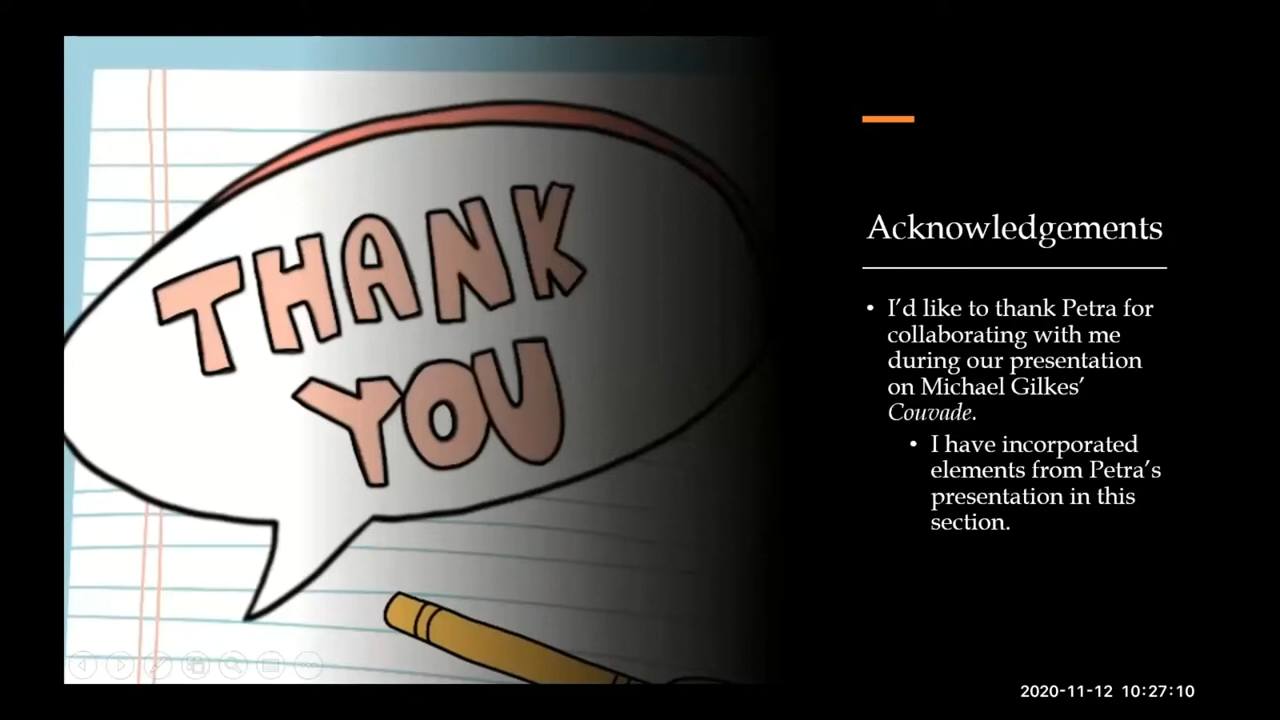 THANK
YOU
Acknowledgements
• I’d like to thank Petra for
collaborating with me
during our presentation
on Michael Gilkes’
Couvade.
• I have incorporated
elements from Petra’s
presentation in this
section.
2020-11-12 10:27:10